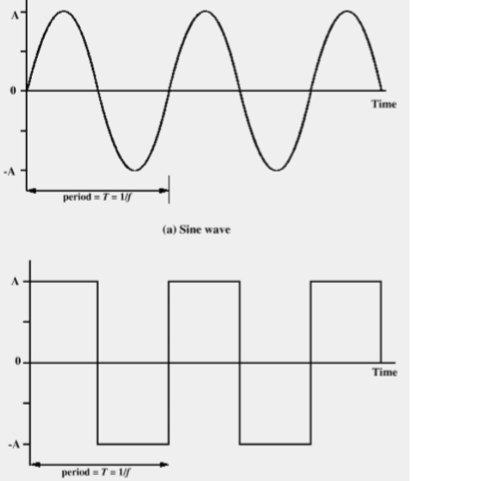 A
0
Time
-A
period = T = 1/f
(a) Sine wave
A
0
Time
-A
period = T = 1/f